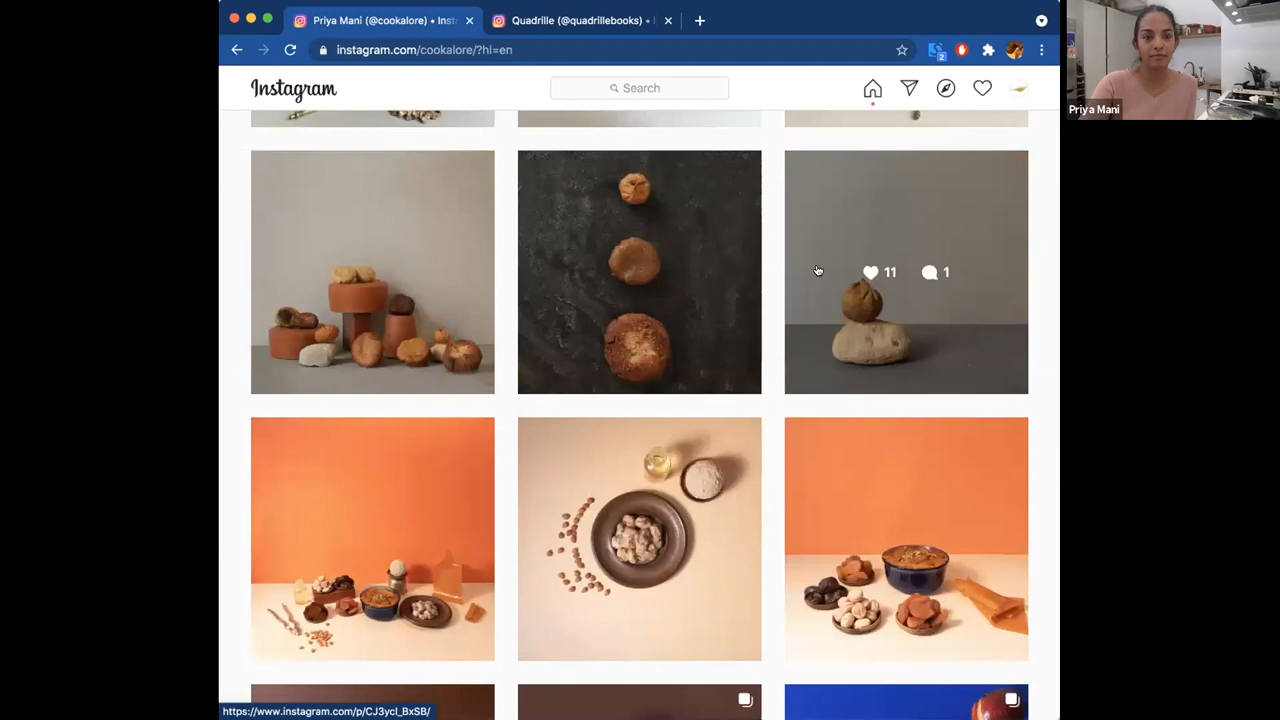 Priya Mani (@cookalore) • Inst
Quadrille (@quadrillebooks) •
instagram.com/cookalore/?hl=en
2
Instagram
Search
Priya Mani
11
1
https://www.instagram.com/p/CJ3ycl_BxSB/